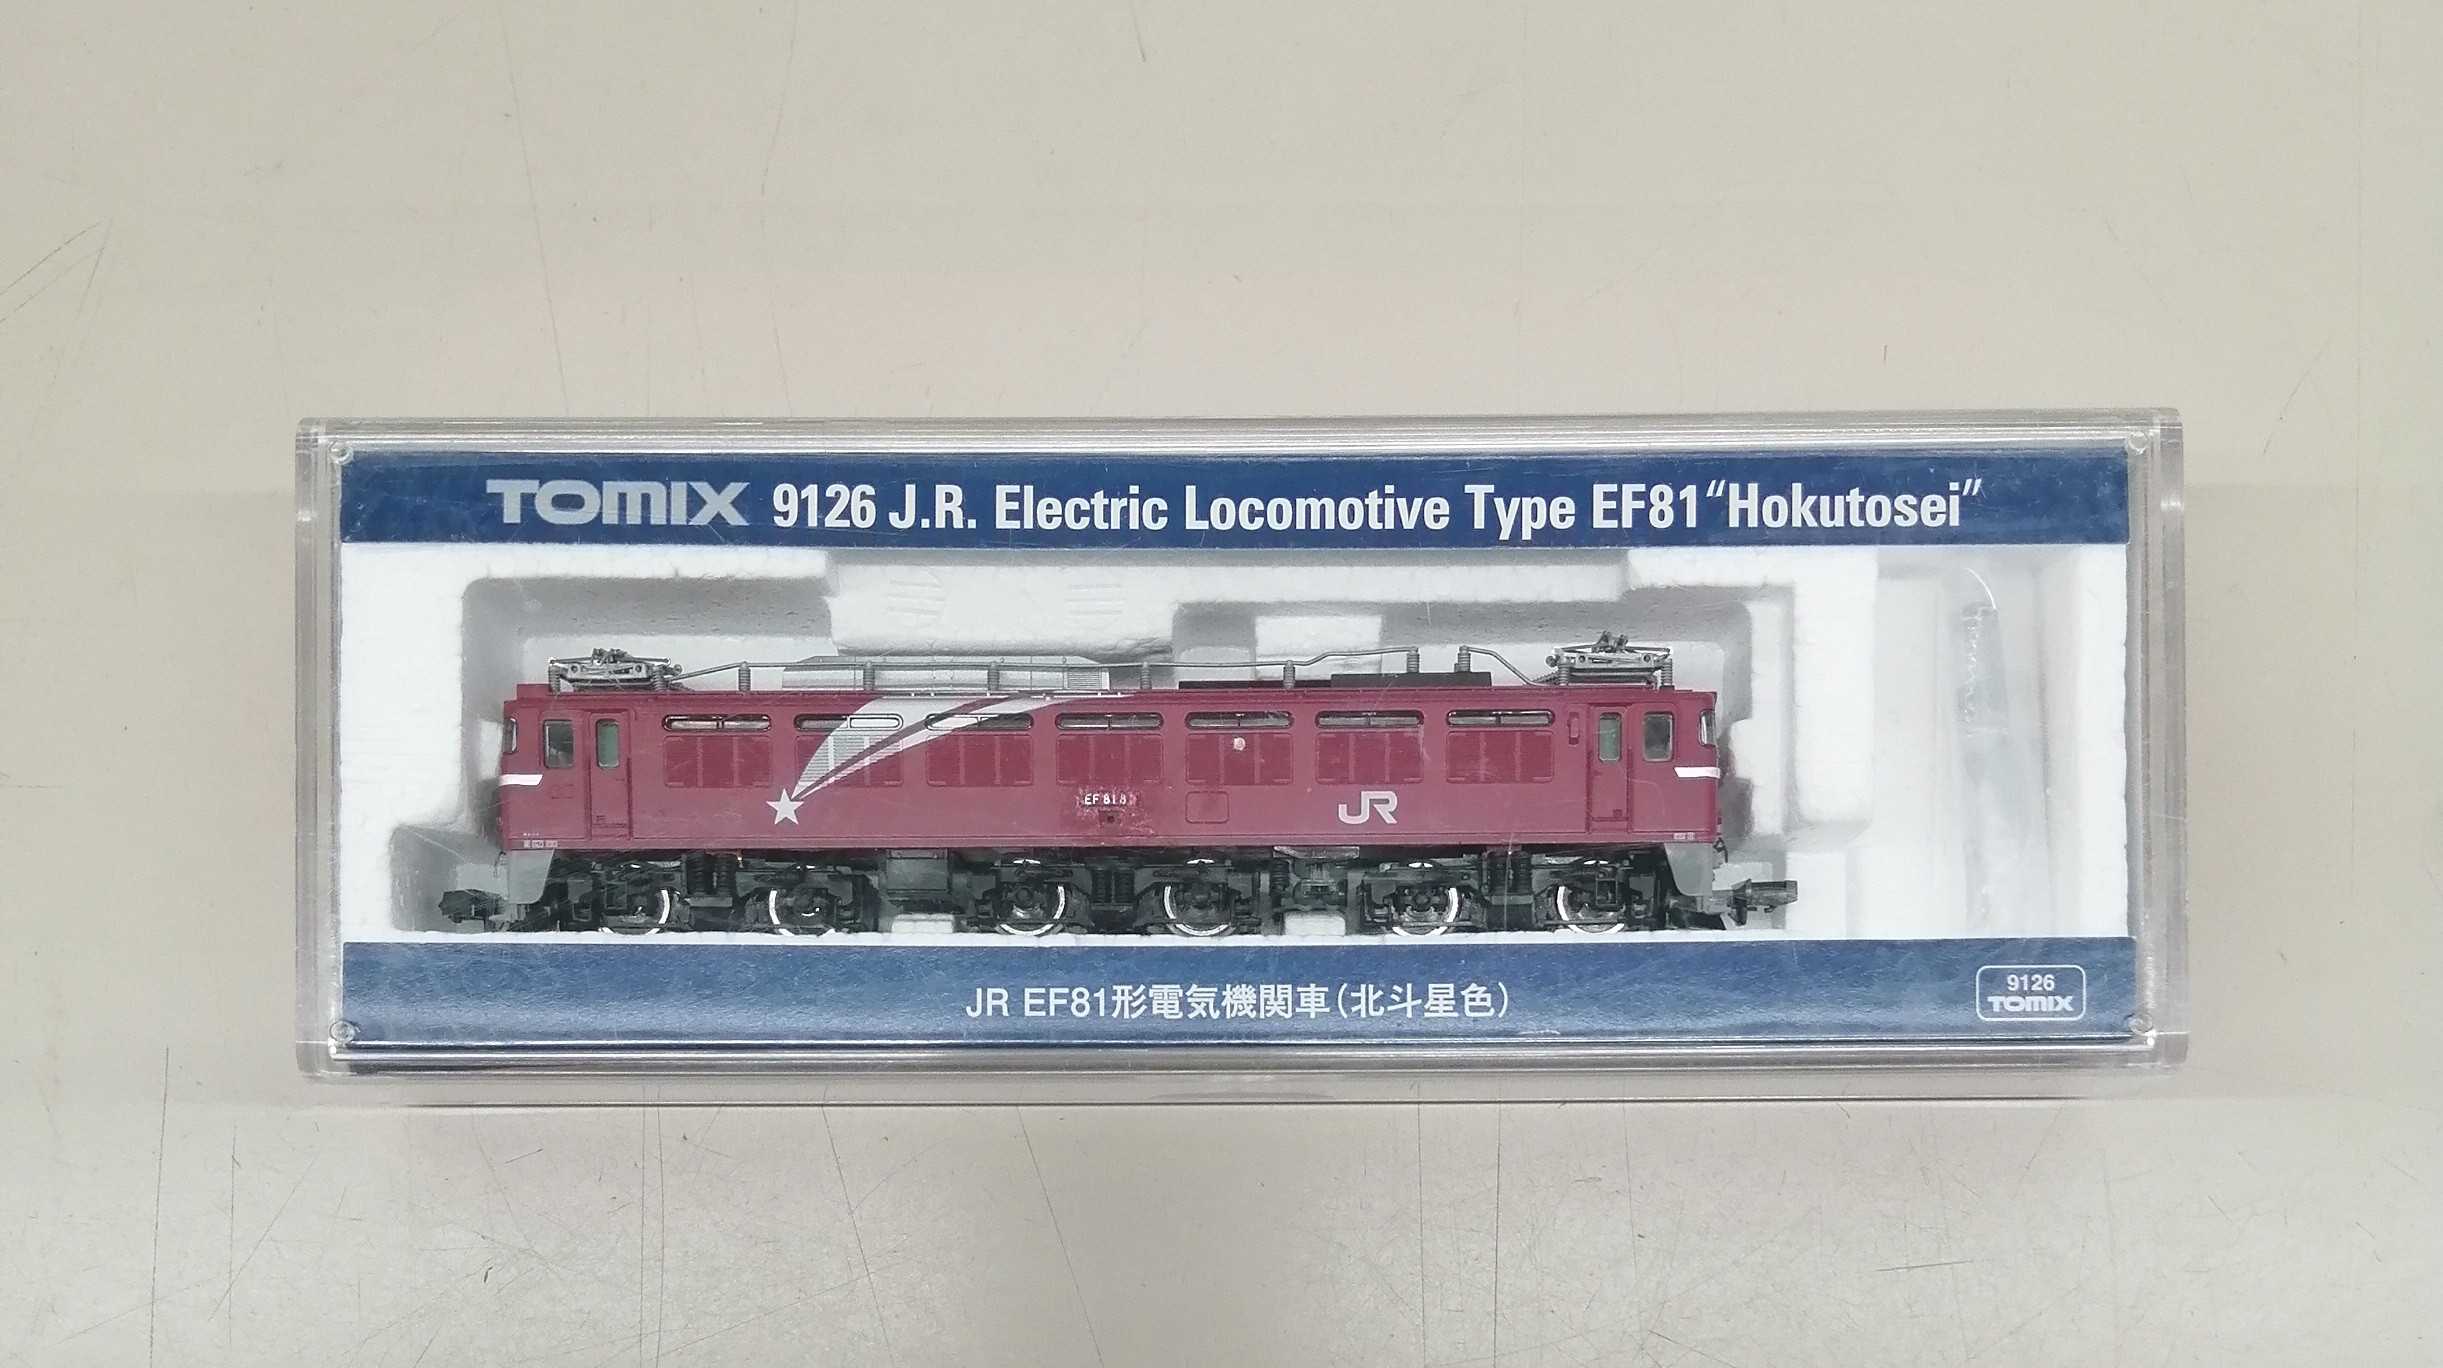 TOMIX 9126 J.R. Electric Locomotive Type EF81 “Hokutosei”
JR
JR EF81形電気機関車(北斗星色)
9126
TOMIX